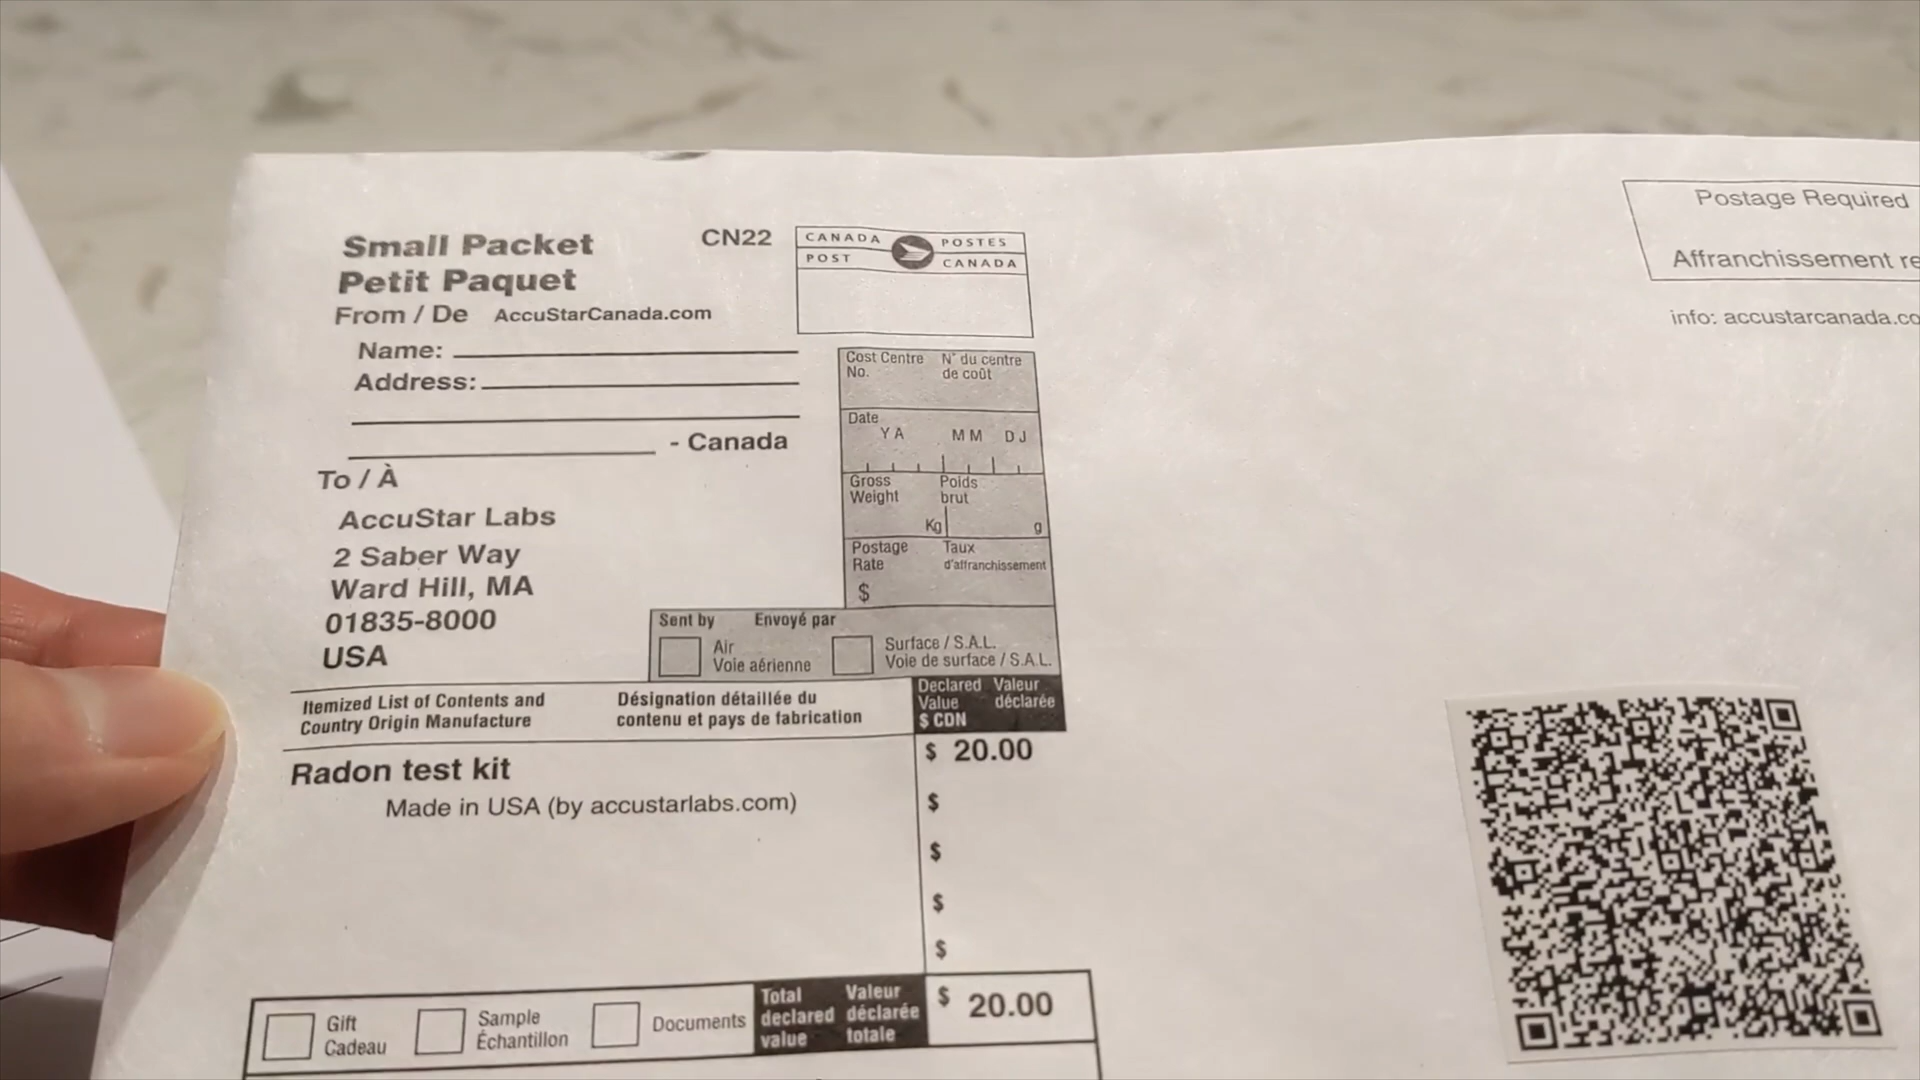 Small Packet
Petit Paquet
CN22
CANADA POST
POSTES CANADA
From / De AccuStarCanada.com
Name:
Address:
- Canada
To / À
AccuStar Labs
2 Saber Way
Ward Hill, MA
01835-8000
USA
Cost Centre No.
N° du centre de coût
Date
Y A M M D J
Gross Weight
Poids brut
Kg g
Postage Rate
Taux d'affranchissement
$
Sent by Envoyé par
Air
Voie aérienne
Surface / S.A.L.
Voie de surface / S.A.L.
Itemized List of Contents and
Country Origin Manufacture
Désignation détaillée du
contenu et pays de fabrication
Declared Value $ CDN
Valeur déclarée
Radon test kit
$ 20.00
Made in USA (by accustarlabs.com)
$
$
$
$
Gift
Cadeau
Sample
Échantillon
Documents
Total declared value
Valeur déclarée totale
$ 20.00
Postage Required
Affranchissement
info: accustarcanada.co